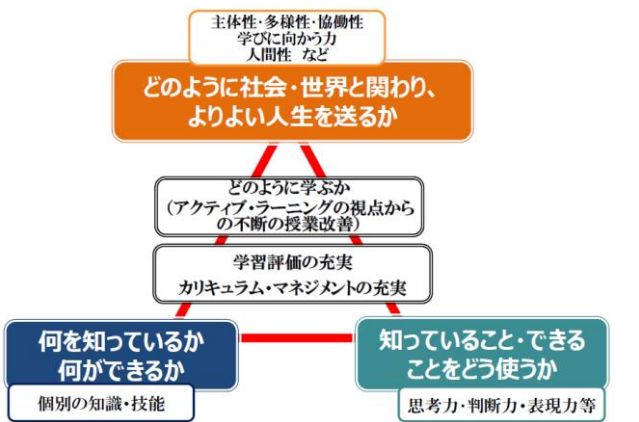 主体性・多様性・協働性
学びに向かう力
人間性 など
どのように社会・世界と関わり、
よりよい人生を送るか
どのように学ぶか
（アクティブ・ラーニングの視点から
の不断の授業改善）
学習評価の充実
カリキュラム・マネジメントの充実
何を知っているか
何ができるか
個別の知識・技能
知っていること・できる
ことをどう使うか
思考力・判断力・表現力等